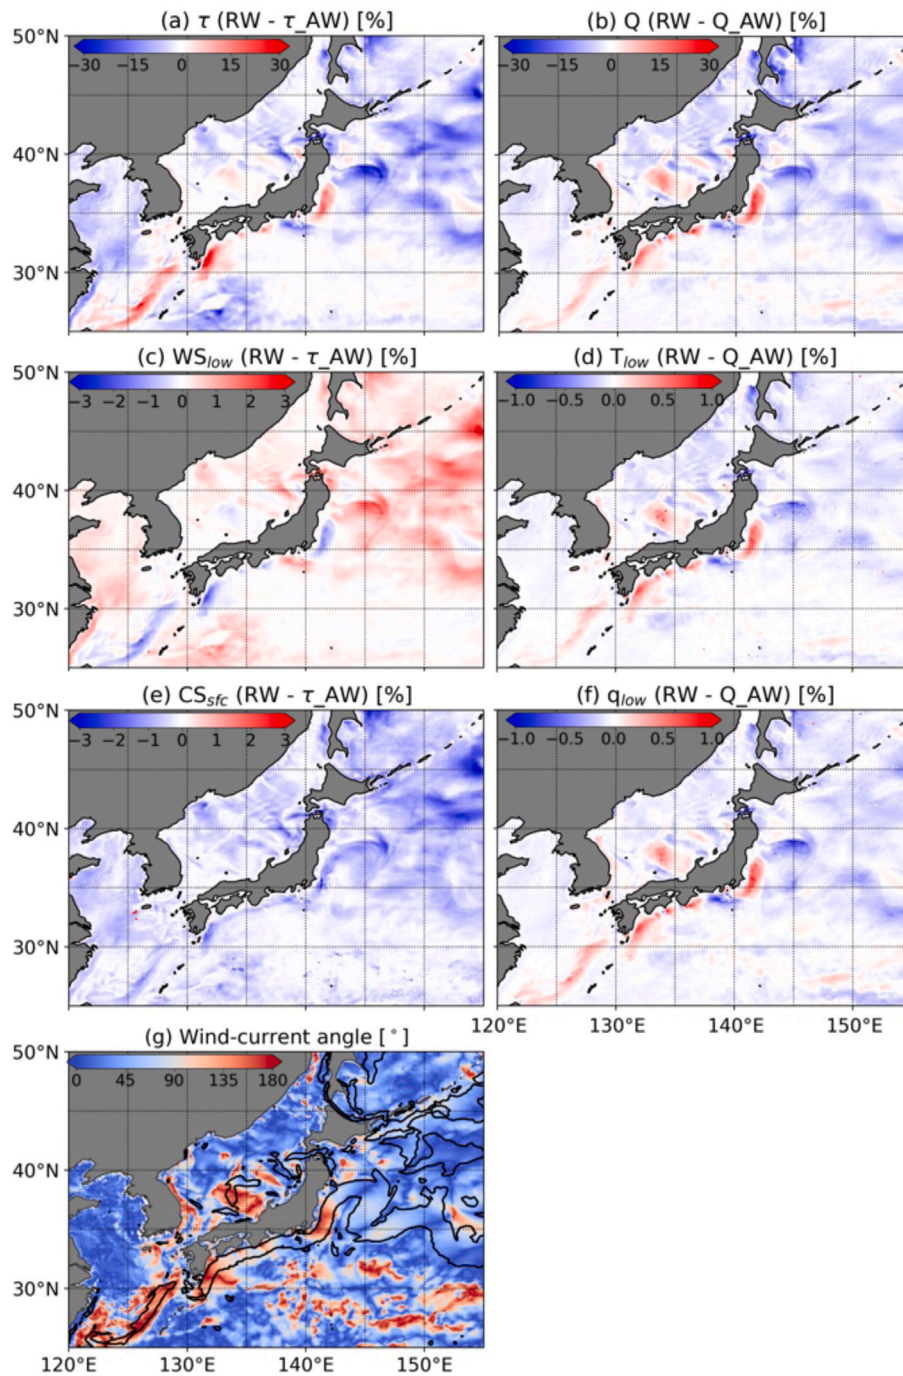 (a) τ (RW - τ_AW) [%]
(b) Q (RW - Q_AW) [%]
50°N
−30 −15 0 15 30
−30 −15 0 15 30
40°N
30°N
(c) WSlow (RW - τ_AW) [%]
(d) Tlow (RW - Q_AW) [%]
50°N
−3 −2 −1 0 1 2 3
−1.0 −0.5 0.0 0.5 1.0
40°N
30°N
(e) CSsfc (RW - τ_AW) [%]
(f) qlow (RW - Q_AW) [%]
50°N
−3 −2 −1 0 1 2 3
−1.0 −0.5 0.0 0.5 1.0
40°N
30°N
120°E 130°E 140°E 150°E
(g) Wind-current angle [°]
50°N
0 45 90 135 180
40°N
30°N
120°E 130°E 140°E 150°E